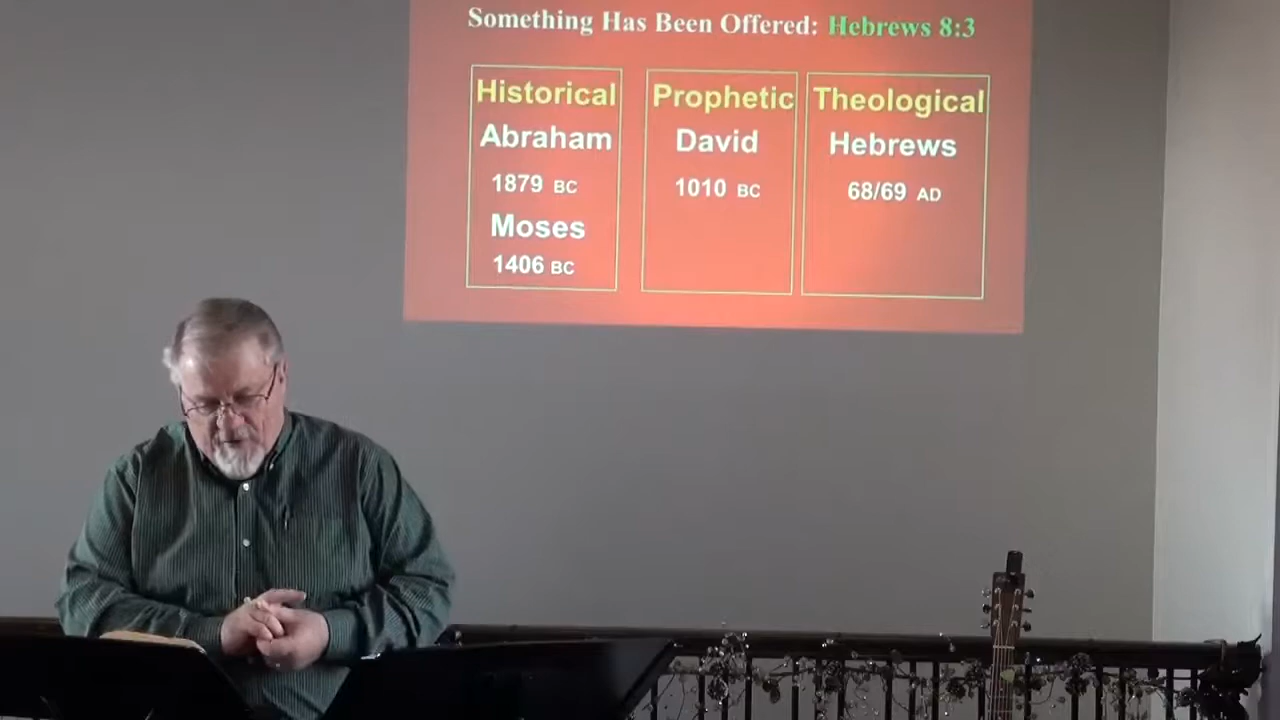 Something Has Been Offered: Hebrews 8:3
Historical
Abraham
1879 BC
Moses
1406 BC
Prophetic
David
1010 BC
Theological
Hebrews
68/69 AD